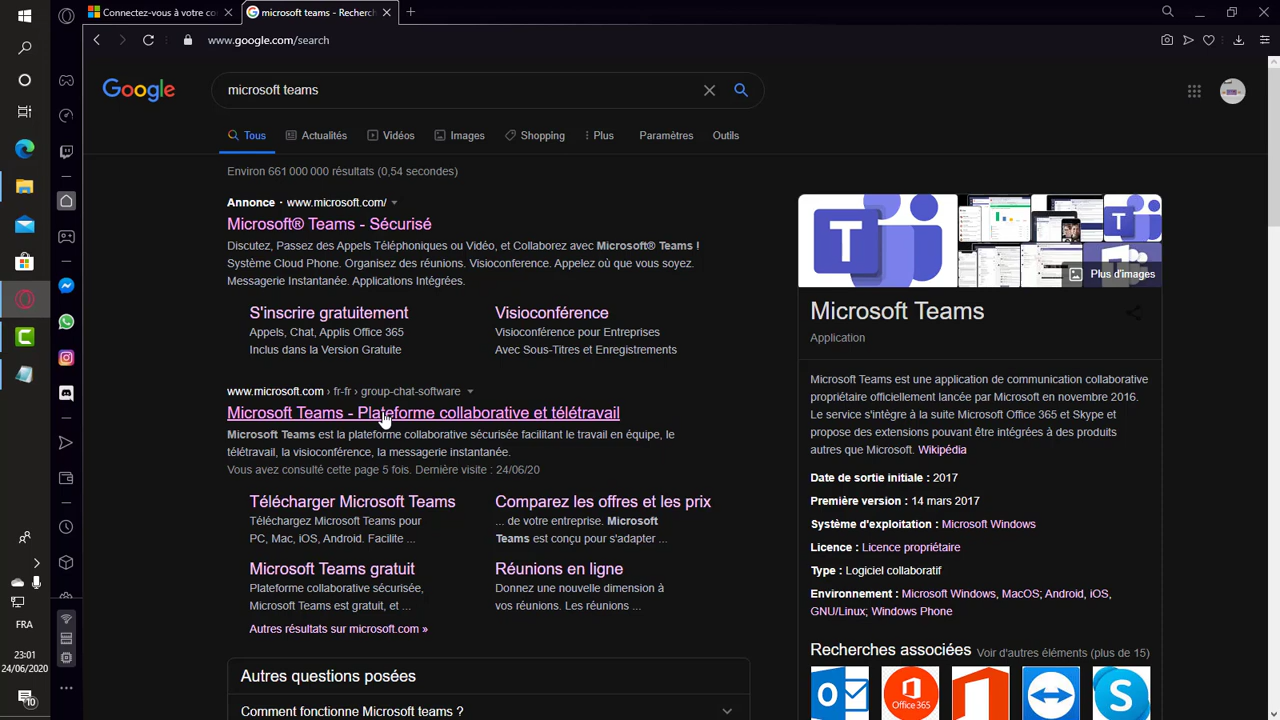 Connectez-vous à votre co
microsoft teams - Recherch
www.google.com/search
Google
microsoft teams
Tous
Actualités
Vidéos
Images
Shopping
Plus
Paramètres
Outils
Environ 661 000 000 résultats (0,54 secondes)
Annonce · www.microsoft.com/
Microsoft® Teams - Sécurisé
Discutez, Passez des Appels Téléphoniques ou Vidéo, et Collaborez avec Microsoft® Teams !
Système Cloud pour Organiser des réunions, Visioconférence. Appelez où que vous soyez.
Messagerie Instantanée. Applications Intégrées.
S'inscrire gratuitement
Appels, Chat, Applis Office 365
Inclus dans la Version Gratuite
Visioconférence
Visioconférence pour Entreprises
Avec Sous-Titres et Enregistrements
www.microsoft.com › fr-fr › group-chat-software
Microsoft Teams - Plateforme collaborative et télétravail
Microsoft Teams est la plateforme collaborative sécurisée facilitant le travail en équipe, le
télétravail, la visioconférence, la messagerie instantanée.
Vous avez consulté cette page 5 fois. Dernière visite : 24/06/20
Télécharger Microsoft Teams
Téléchargez Microsoft Teams pour
PC, Mac, iOS, Android. Facilite ...
Comparez les offres et les prix
... de votre entreprise. Microsoft
Teams est conçu pour s'adapter ...
Microsoft Teams gratuit
Plateforme collaborative sécurisée,
Microsoft Teams est gratuit, et ...
Réunions en ligne
Donnez une nouvelle dimension à
vos réunions. Les réunions ...
Autres résultats sur microsoft.com »
Autres questions posées
Comment fonctionne Microsoft teams ?
T
T
Plus d'images
Microsoft Teams
Application
Microsoft Teams est une application de communication collaborative
propriétaire officiellement lancée par Microsoft en novembre 2016.
Le service s'intègre à la suite Microsoft Office 365 et Skype et
propose des extensions pouvant être intégrées à des produits
autres que Microsoft. Wikipédia
Date de sortie initiale : 2017
Première version : 14 mars 2017
Système d'exploitation : Microsoft Windows
Licence : Licence propriétaire
Type : Logiciel collaboratif
Environnement : Microsoft Windows, MacOS; Android, iOS,
GNU/Linux; Windows Phone
Recherches associées
Voir d'autres éléments (plus de 15)
Office 365
FRA
23:01
24/06/2020
10